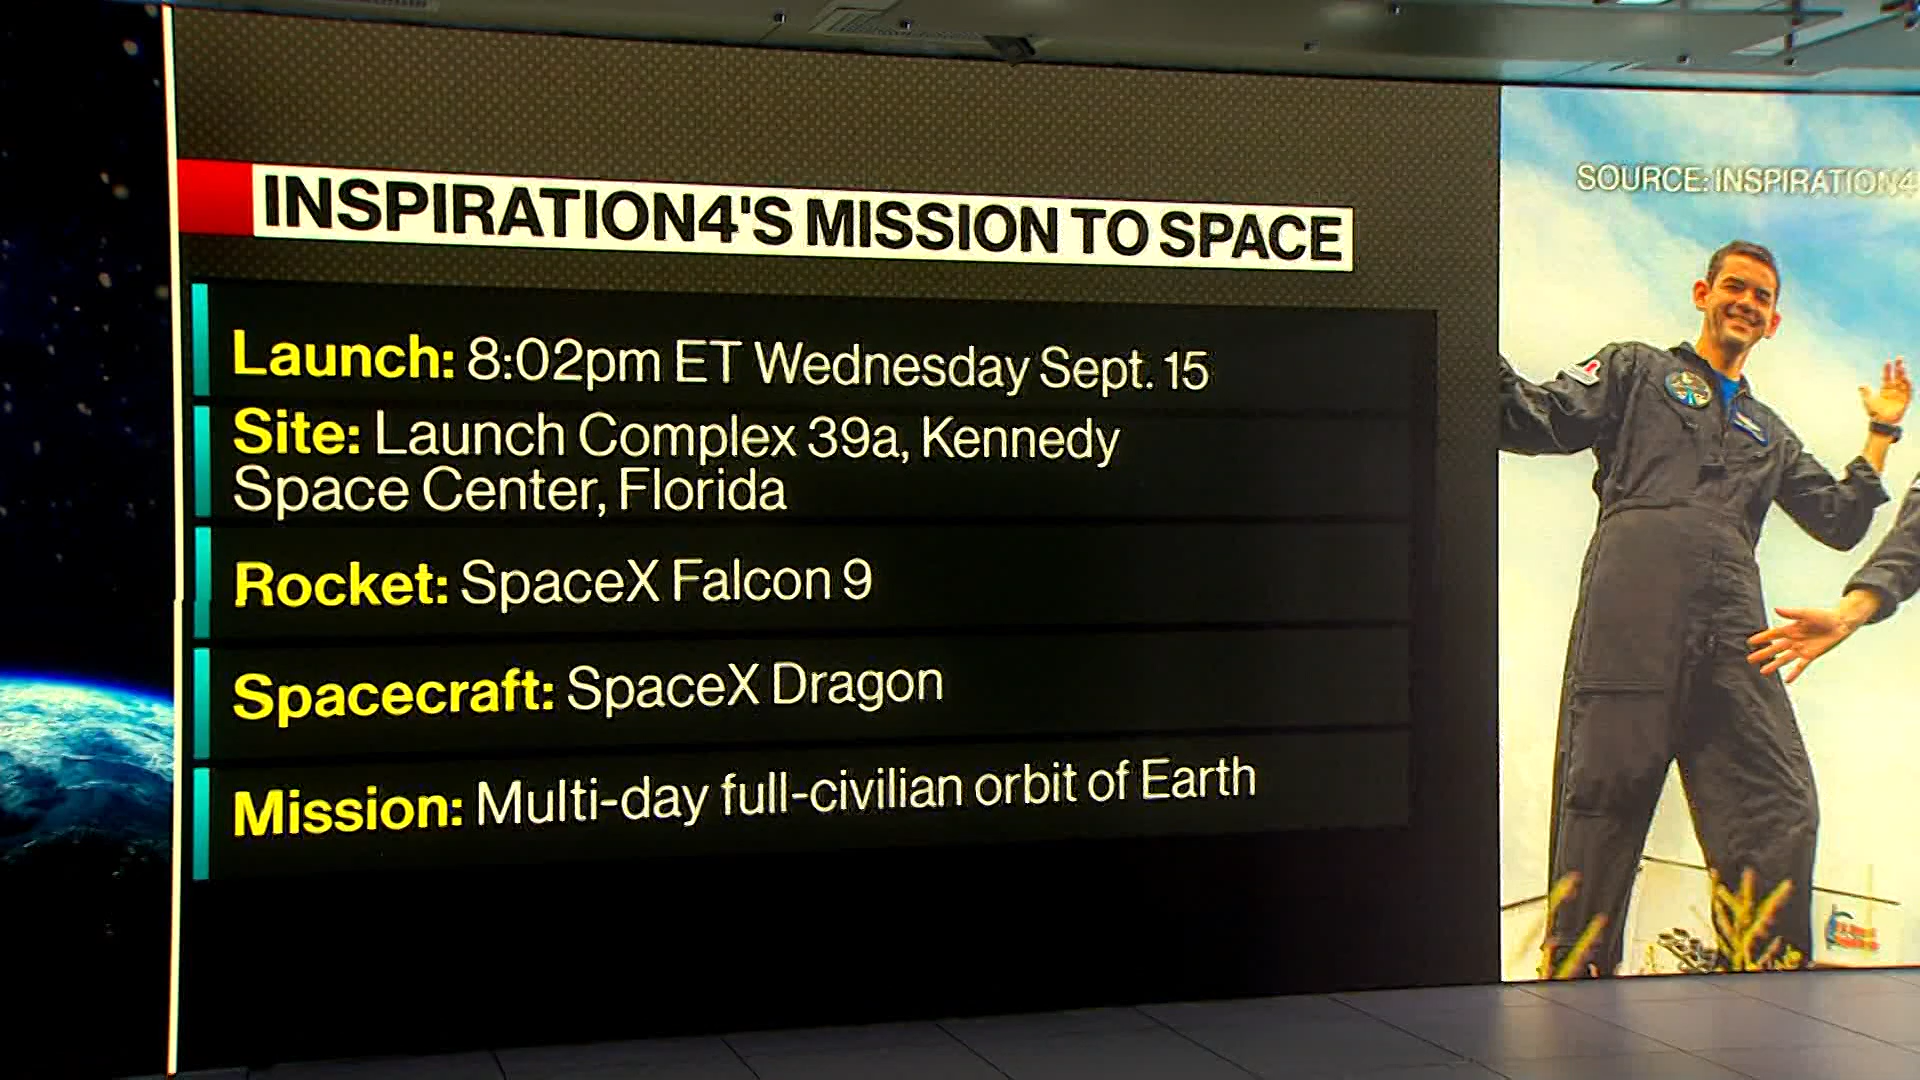 INSPIRATION4'S MISSION TO SPACE
Launch: 8:02pm ET Wednesday Sept. 15
Site: Launch Complex 39a, Kennedy
Space Center, Florida
Rocket: SpaceX Falcon 9
Spacecraft: SpaceX Dragon
Mission: Multi-day full-civilian orbit of Earth
SOURCE: INSPIRATION4